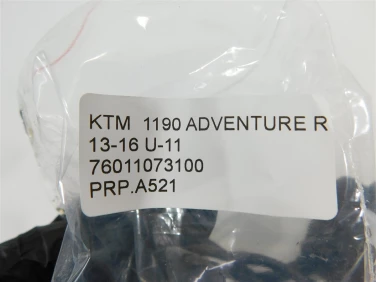 KTM 1190 ADVENTURE R
13-16 U-11
76011073100
PRP.A521